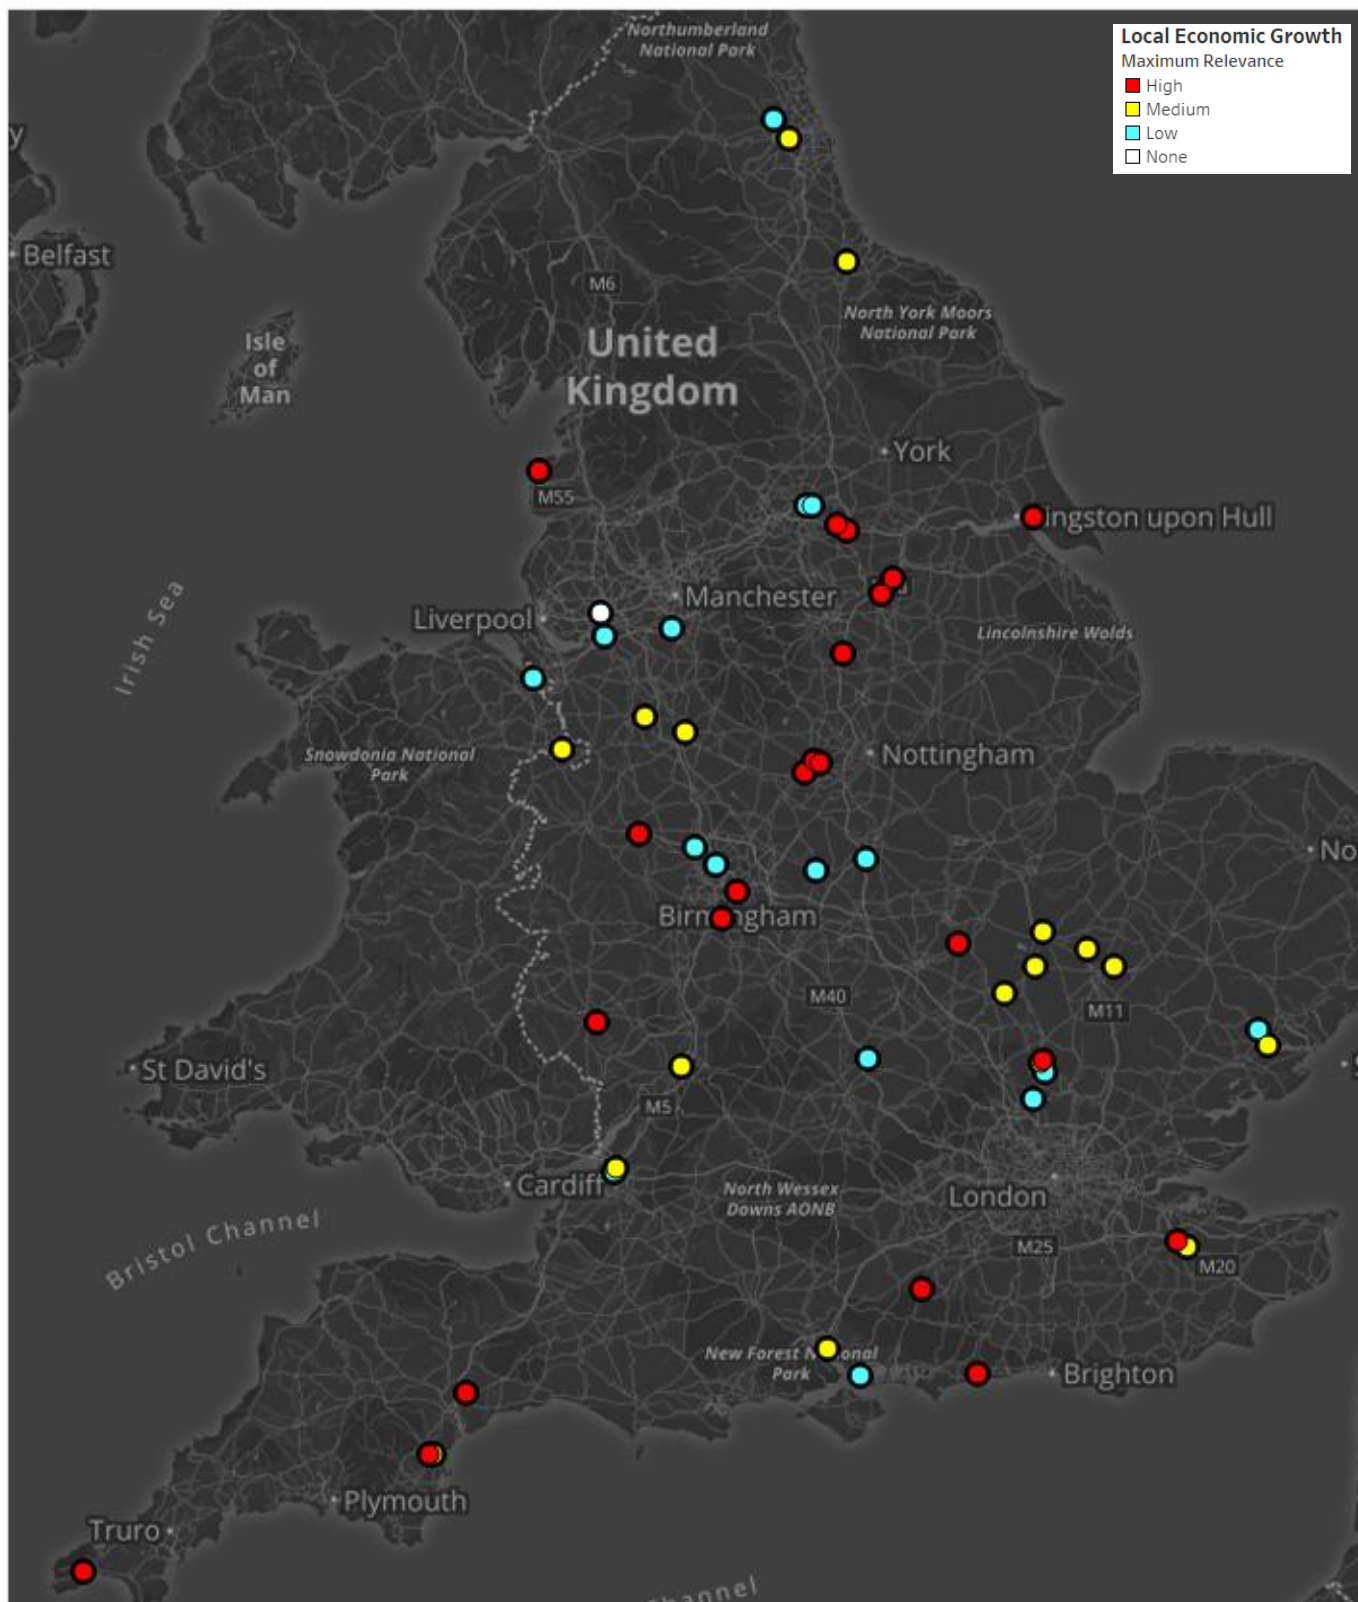 Northumberland
National Park
Local Economic Growth
Maximum Relevance
High
Medium
Low
None
y
Belfast
M6
North York Moors
National Park
Isle
of
Man
United
Kingdom
York
M55
ingston upon Hull
Manchester
Liverpool
Lincolnshire Wolds
Irish Sea
Snowdonia National
Park
Nottingham
No
Birm ngham
M40
M11
St David's
M5
Cardiff
North Wessex
Downs AONB
London
Bristol Channel
M25
M20
New Forest N onal
Park
Brighton
Plymouth
Truro
hannel